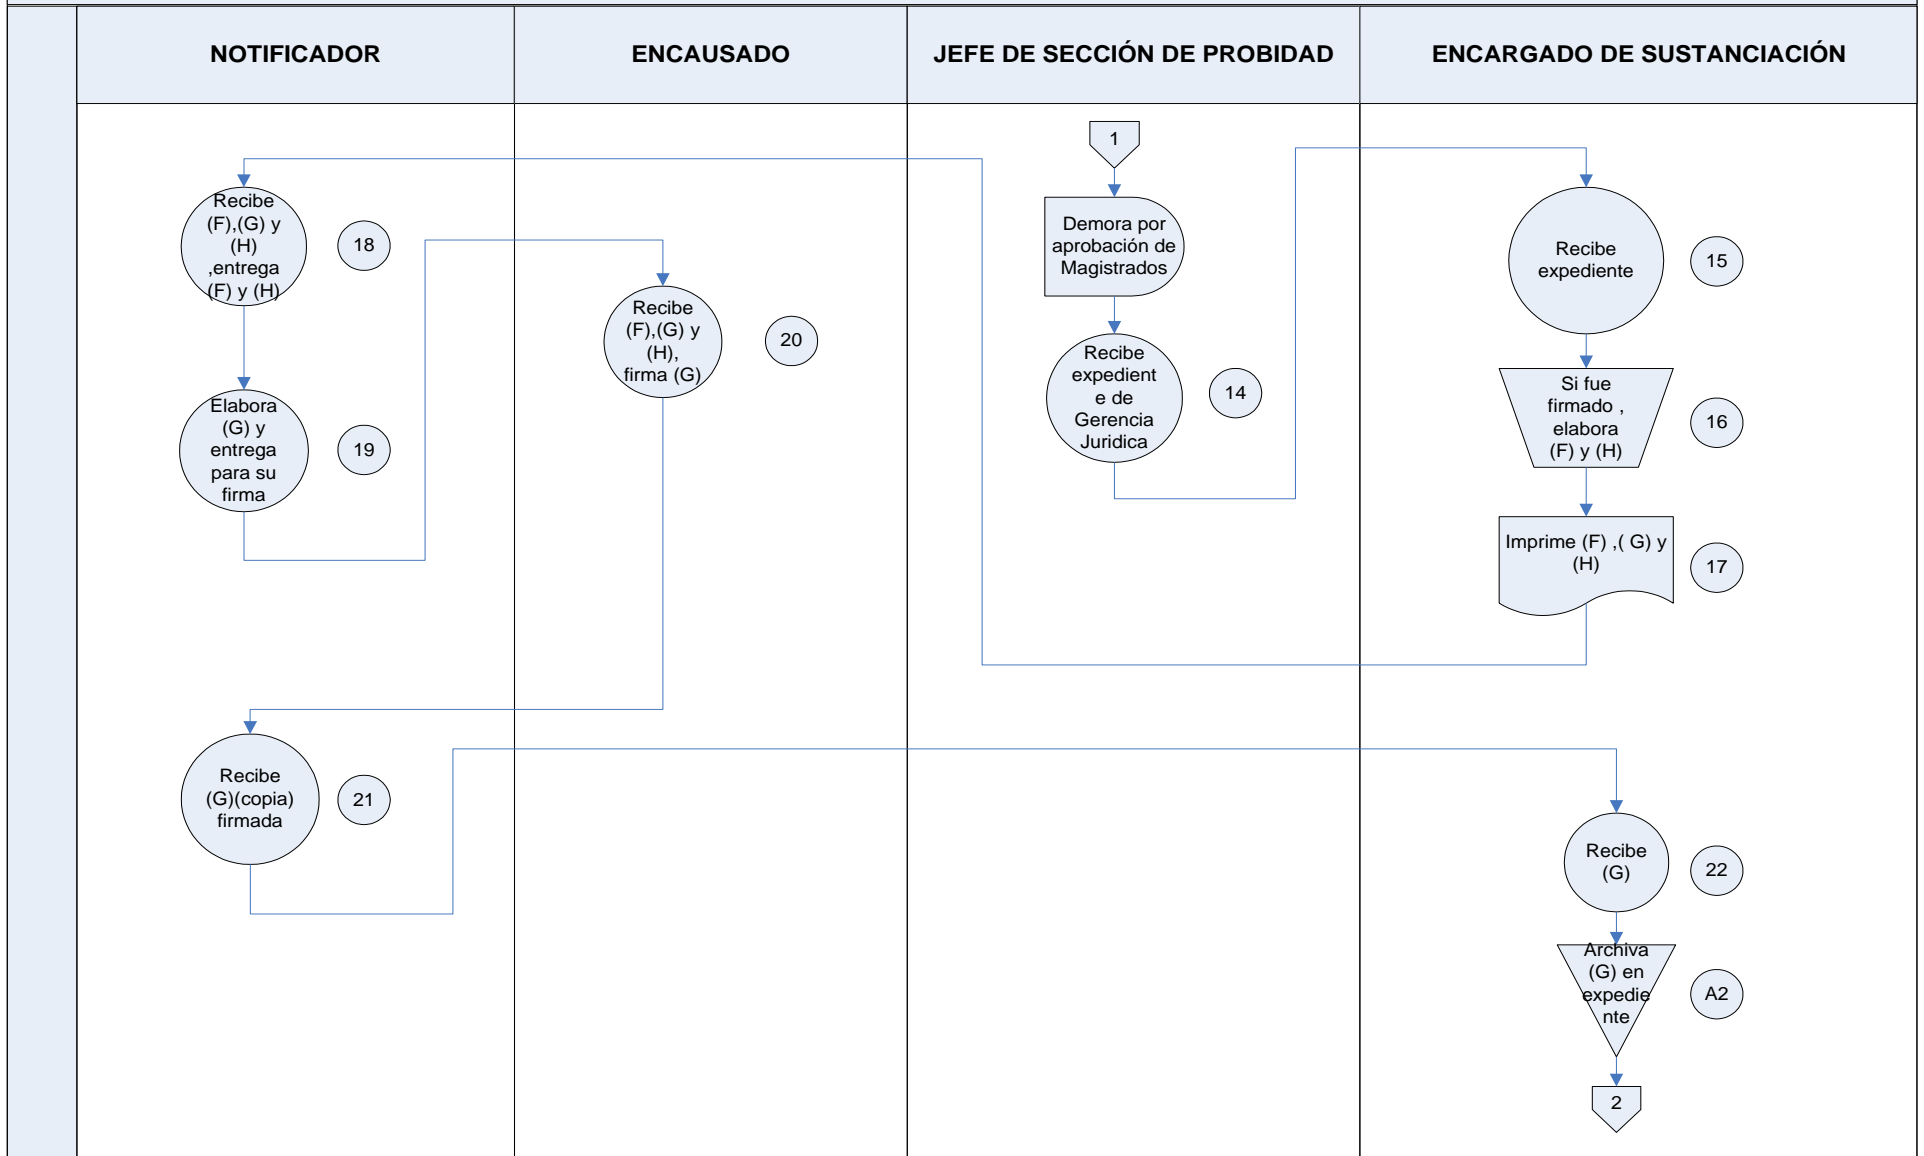 NOTIFICADOR
ENCAUSADO
JEFE DE SECCIÓN DE PROBIDAD
ENCARGADO DE SUSTANCIACIÓN
Recibe
(F),(G) y
(H)
,entrega
(F) y (H)
18
Elabora
(G) y
entrega
para su
firma
19
Recibe
(G)(copia)
firmada
21
Recibe
(F),(G) y
(H),
firma (G)
20
1
Demora por
aprobación de
Magistrados
Recibe
expedient
e de
Gerencia
Juridica
14
Recibe
expediente
15
Si fue
firmado ,
elabora
(F) y (H)
16
Imprime (F) ,( G) y
(H)
17
Recibe
(G)
22
Archiva
(G) en
expedie
nte
A2
2